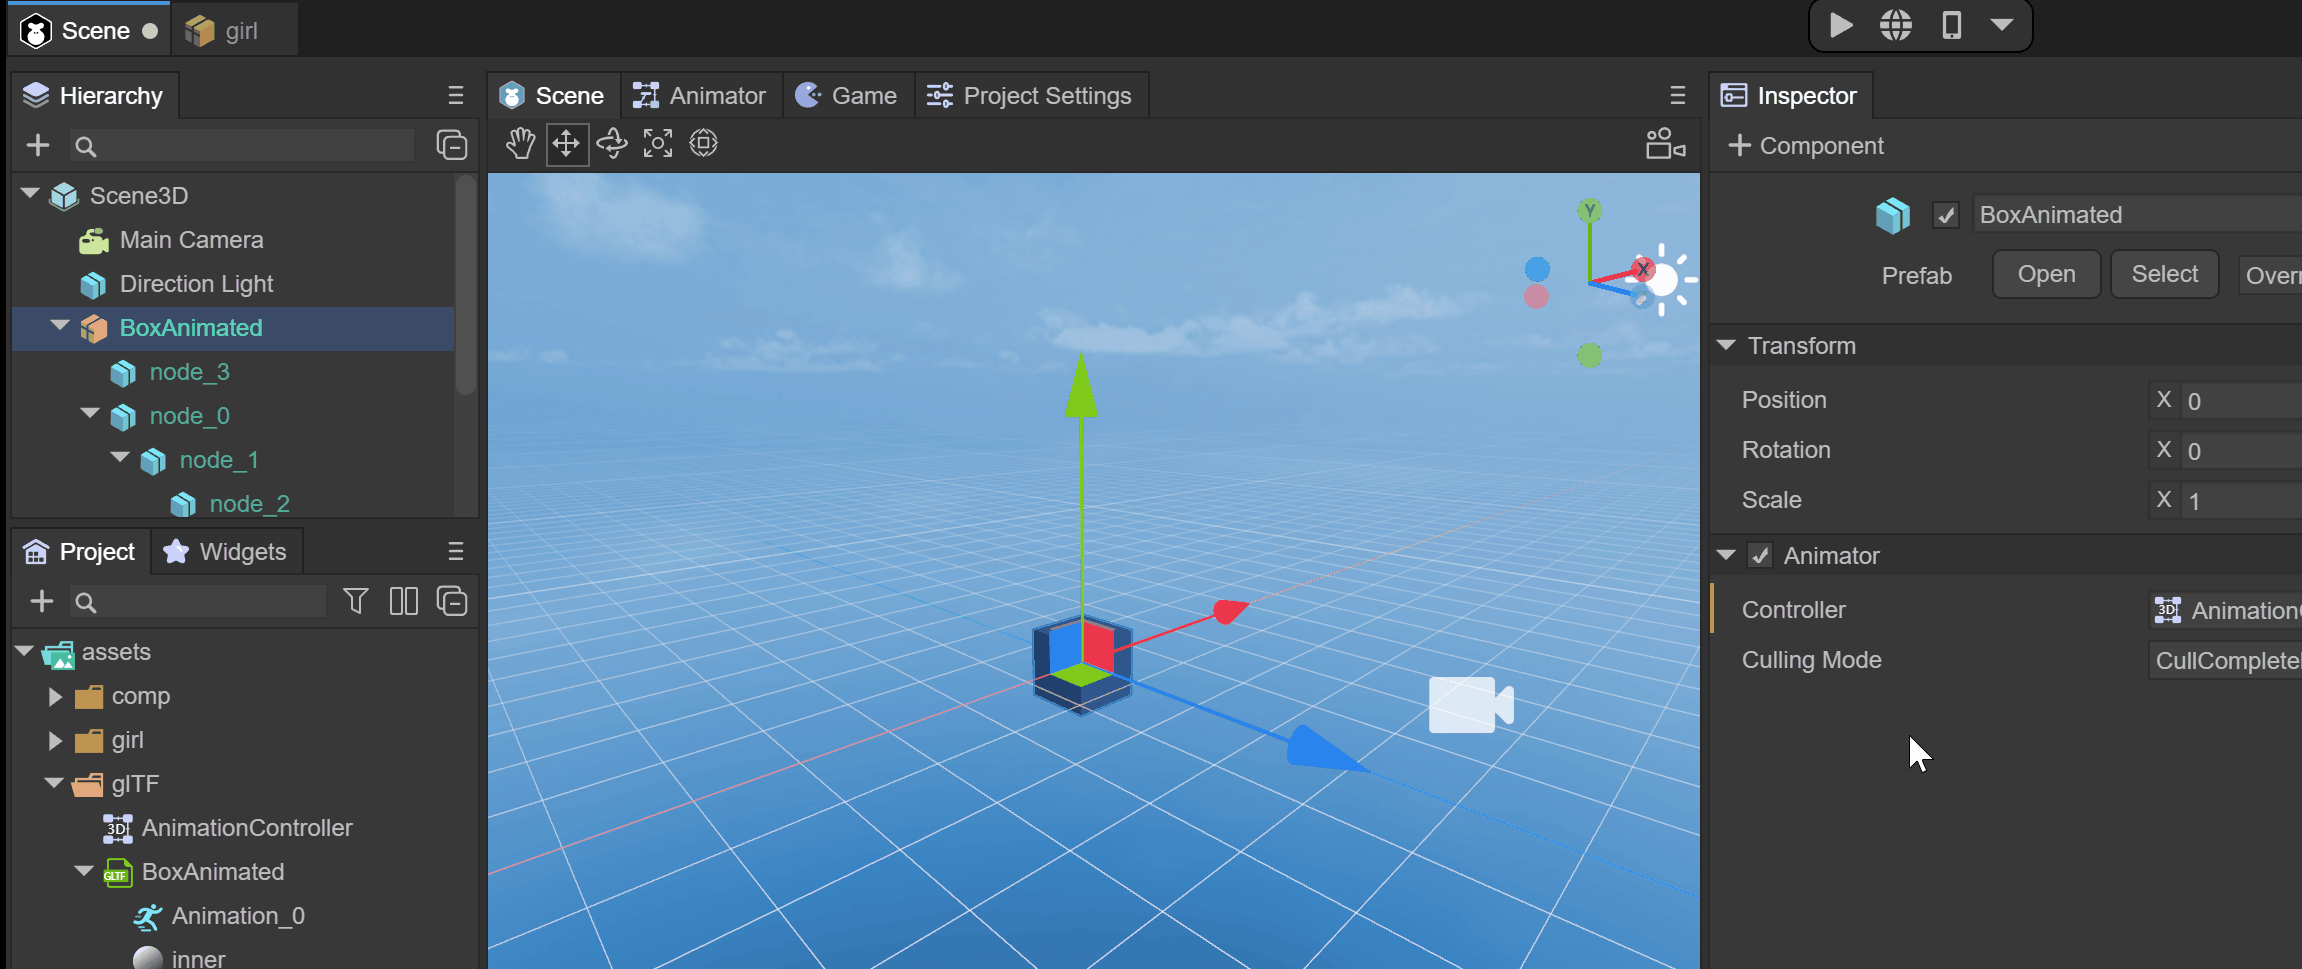 Scene
girl
Hierarchy
Scene
Animator
Game
Project Settings
Inspector
Component
Scene3D
Main Camera
Direction Light
BoxAnimated
node_3
node_0
node_1
node_2
Y
X
BoxAnimated
Prefab
Open
Select
Overr
Transform
Position
X 0
Rotation
X 0
Scale
X 1
Animator
Controller
3D Animation
Culling Mode
CullComplete
Project
Widgets
assets
comp
girl
glTF
3D AnimationController
GLTF BoxAnimated
Animation_0
inner